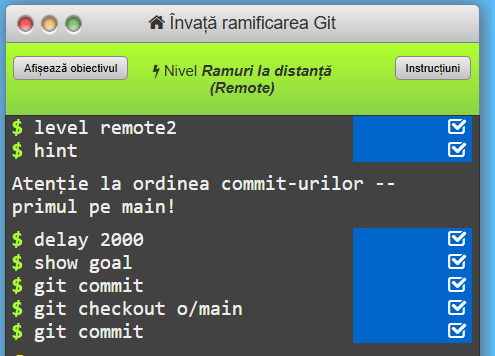 Învață ramificarea Git
Afișează obiectivul
Nivel Ramuri la distanță
(Remote)
Instrucțiuni
$ level remote2
$ hint
Atenție la ordinea commit-urilor --
primul pe main!
$ delay 2000
$ show goal
$ git commit
$ git checkout o/main
$ git commit